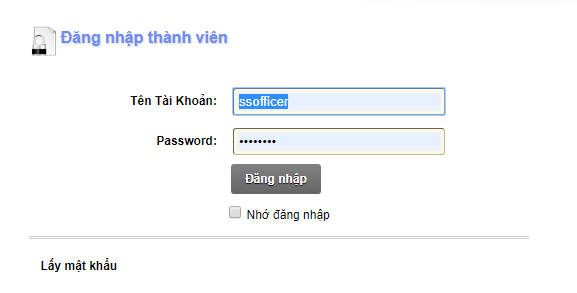 Đăng nhập thành viên
Tên Tài Khoản: ssofficer
Password: ••••••••
Đăng nhập
Nhớ đăng nhập
Lấy mật khẩu